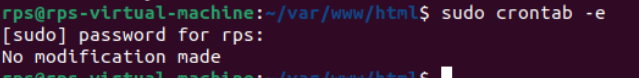 rps@rps-virtual-machine:~/var/www/html$ sudo crontab -e
[sudo] password for rps:
No modification made
rps@rps-virtual-machine:~/var/www/html$